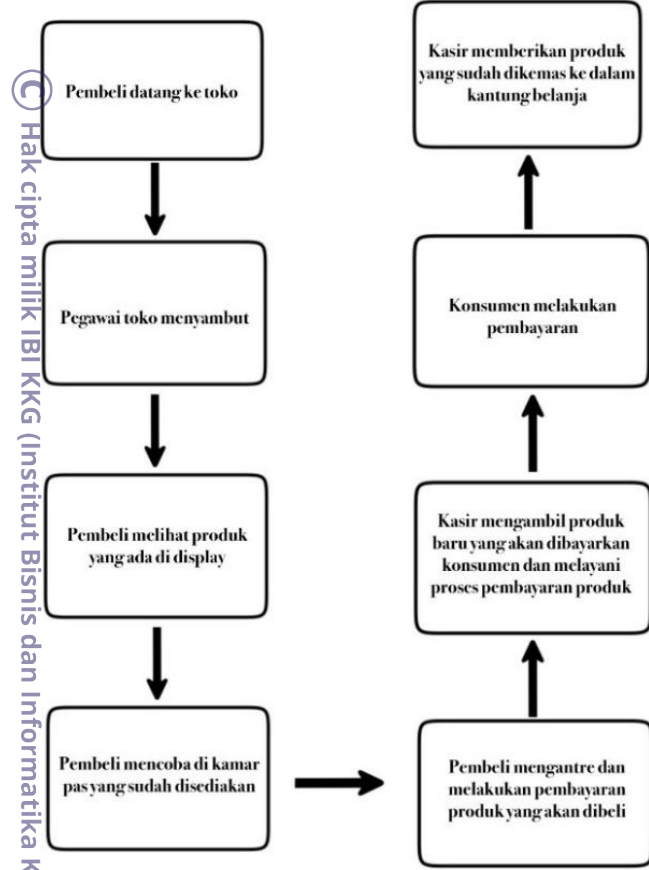 Pembeli datang ke toko
Pegawai toko menyambut
Pembeli melihat produk
yang ada di display
Pembeli mencoba di kamar
pas yang sudah disediakan
Pembeli mengantre dan
melakukan pembayaran
produk yang akan dibeli
Kasir mengambil produk
baru yang akan dibayarkan
konsumen dan melayani
proses pembayaran produk
Konsumen melakukan
pembayaran
Kasir memberikan produk
yang sudah dikemas ke dalam
kantung belanja
© Hak cipta milik IBI KKG (Institut Bisnis dan Informatika K